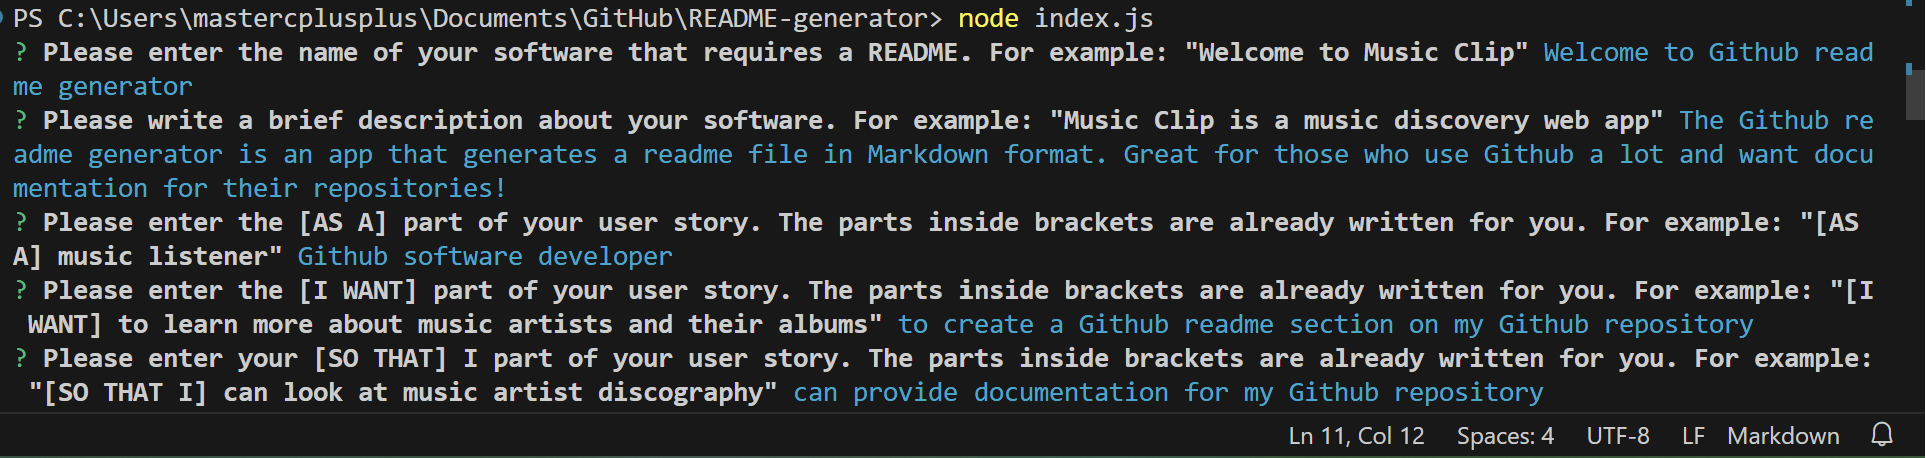 PS C:\Users\mastercplusplus\Documents\GitHub\README-generator> node index.js
? Please enter the name of your software that requires a README. For example: "Welcome to Music Clip" Welcome to Github read
me generator
? Please write a brief description about your software. For example: "Music Clip is a music discovery web app" The Github re
adme generator is an app that generates a readme file in Markdown format. Great for those who use Github a lot and want docu
mentation for their repositories!
? Please enter the [AS A] part of your user story. The parts inside brackets are already written for you. For example: "[AS
A] music listener" Github software developer
? Please enter the [I WANT] part of your user story. The parts inside brackets are already written for you. For example: "[I
WANT] to learn more about music artists and their albums" to create a Github readme section on my Github repository
? Please enter your [SO THAT] I part of your user story. The parts inside brackets are already written for you. For example:
"[SO THAT I] can look at music artist discography" can provide documentation for my Github repository
Ln 11, Col 12 Spaces: 4 UTF-8 LF Markdown